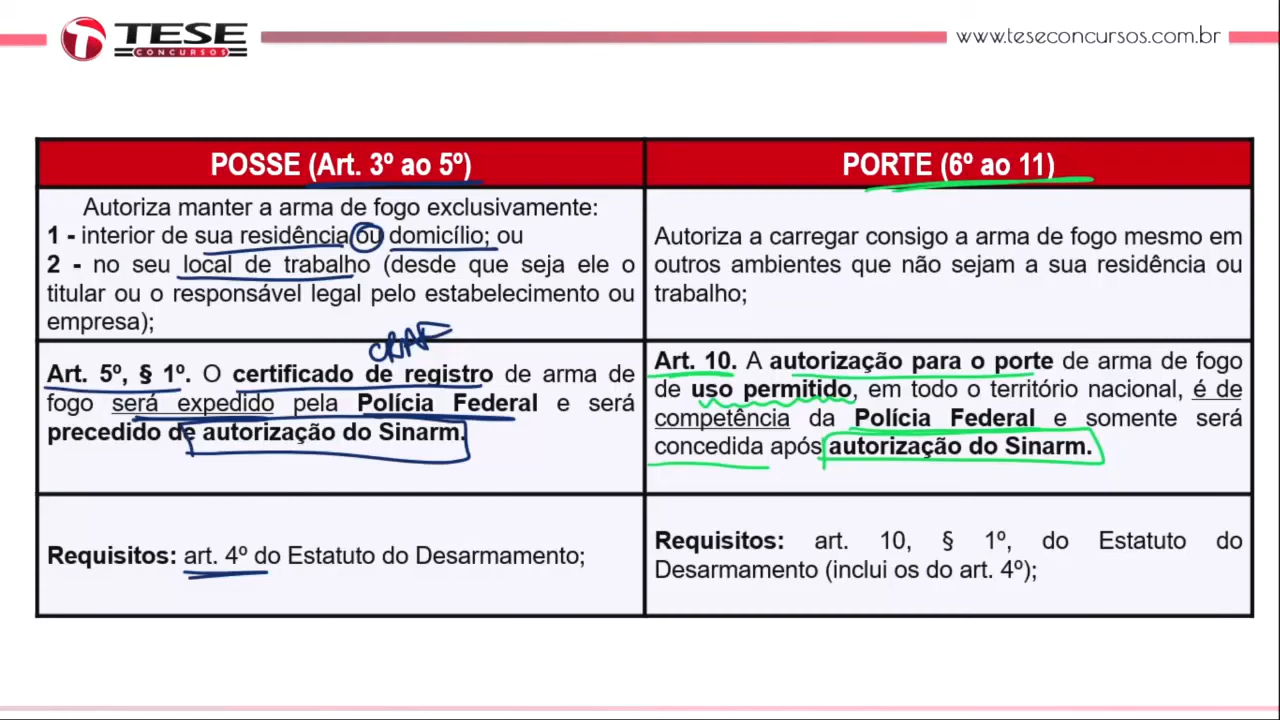 TESE
CONCURSOS
www.teseconcursos.com.br
POSSE (Art. 3º ao 5º)
Autoriza manter a arma de fogo exclusivamente:
1 - interior de sua residência ou domicílio; ou
2 - no seu local de trabalho (desde que seja ele o
titular ou o responsável legal pelo estabelecimento ou
empresa);
CRAF
Art. 5º, § 1º. O certificado de registro de arma de
fogo será expedido pela Polícia Federal e será
precedido de autorização do Sinarm.
Requisitos: art. 4º do Estatuto do Desarmamento;
PORTE (6º ao 11)
Autoriza a carregar consigo a arma de fogo mesmo em
outros ambientes que não sejam a sua residência ou
trabalho;
Art. 10. A autorização para o porte de arma de fogo
de uso permitido, em todo o território nacional, é de
competência da Polícia Federal e somente será
concedida após autorização do Sinarm.
Requisitos: art. 10, § 1º, do Estatuto do
Desarmamento (inclui os do art. 4º);